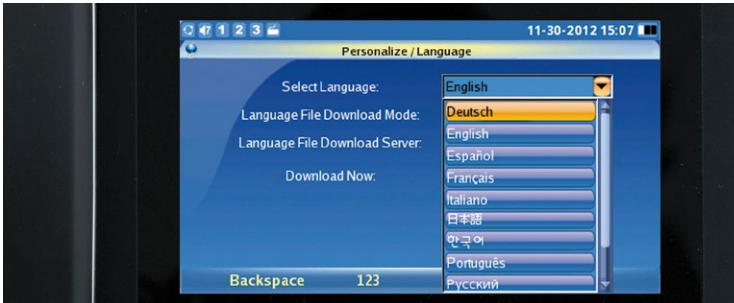 1 2 3
11-30-2012 15:07
Personalize / Language
Select Language:
English
Language File Download Mode:
Language File Download Server:
Download Now:
Deutsch
English
Español
Français
Italiano
日本語
한국어
Português
Русский
Backspace
123